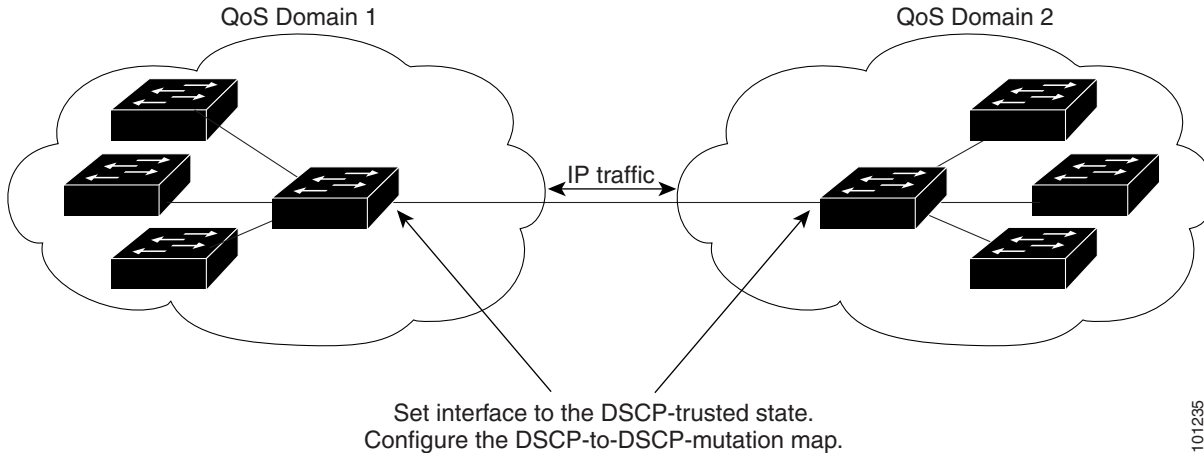 QoS Domain 1
QoS Domain 2
IP traffic
Set interface to the DSCP-trusted state.
Configure the DSCP-to-DSCP-mutation map.
101235